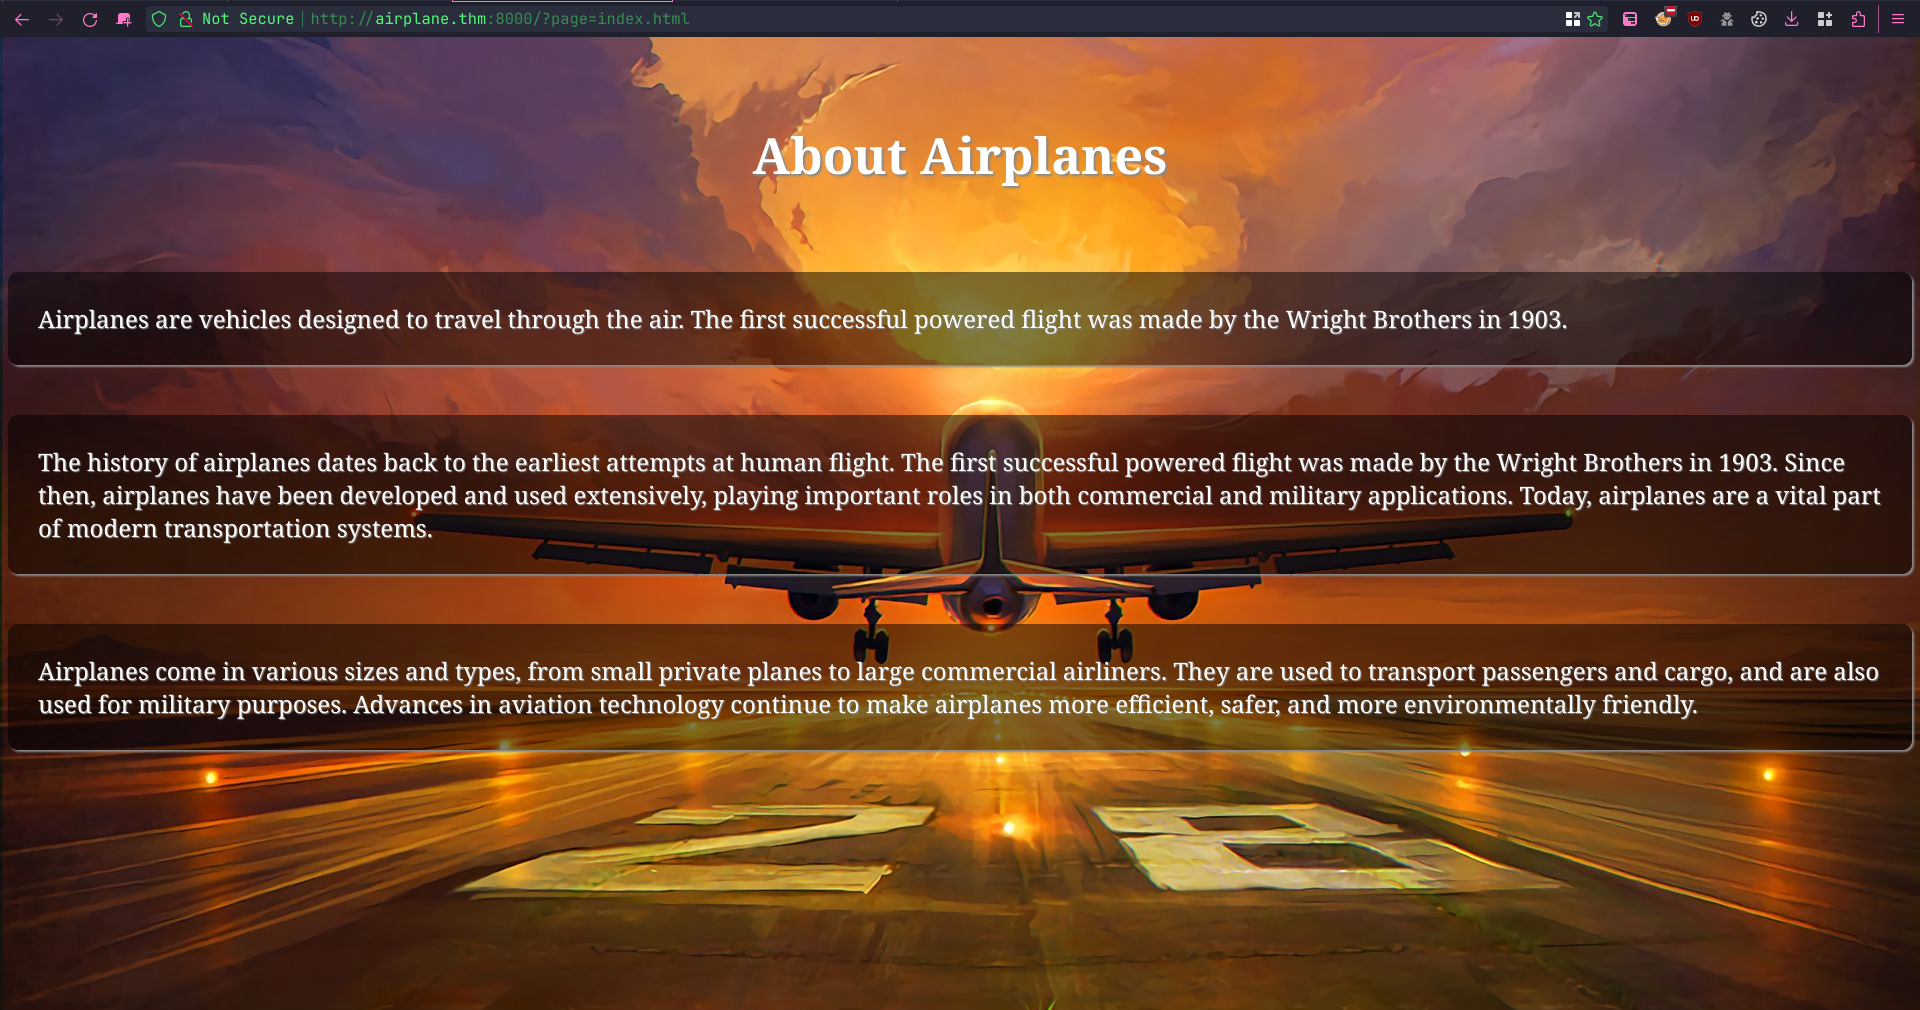 Not Secure
http://airplane.thm:8000/?page=index.html
About Airplanes
Airplanes are vehicles designed to travel through the air. The first successful powered flight was made by the Wright Brothers in 1903.
The history of airplanes dates back to the earliest attempts at human flight. The first successful powered flight was made by the Wright Brothers in 1903. Since
then, airplanes have been developed and used extensively, playing important roles in both commercial and military applications. Today, airplanes are a vital part
of modern transportation systems.
Airplanes come in various sizes and types, from small private planes to large commercial airliners. They are used to transport passengers and cargo, and are also
used for military purposes. Advances in aviation technology continue to make airplanes more efficient, safer, and more environmentally friendly.
28